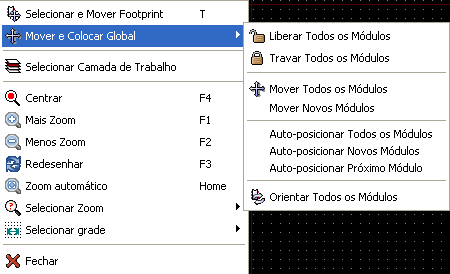 Selecionar e Mover Footprint T
Mover e Colocar Global
Selecionar Camada de Trabalho
Centrar F4
Mais Zoom F1
Menos Zoom F2
Redesenhar F3
Zoom automático Home
Selecionar Zoom
Selecionar grade
Fechar
Liberar Todos os Módulos
Travar Todos os Módulos
Mover Todos os Módulos
Mover Novos Módulos
Auto-posicionar Todos os Módulos
Auto-posicionar Novos Módulos
Auto-posicionar Próximo Módulo
Orientar Todos os Módulos